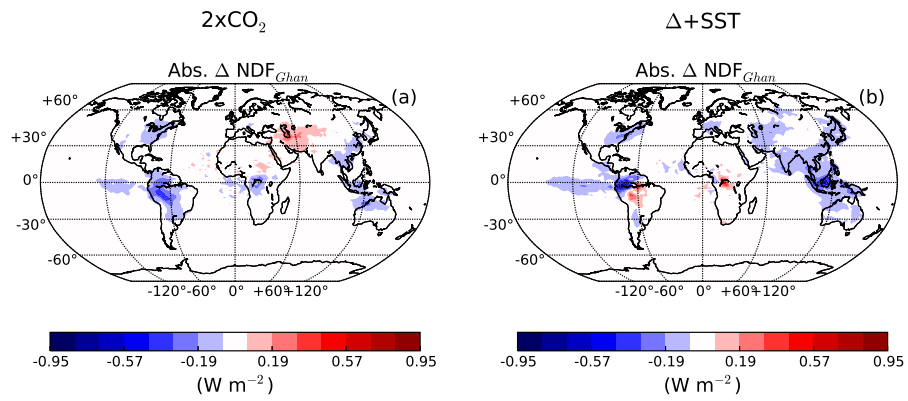 2xCO₂
Δ+SST
Abs. Δ NDF_Ghan
(a)
+60°
+30°
0°
-30°
-60°
-120°-60° 0° +60°+120°
-0.95 -0.57 -0.19 0.19 0.57 0.95
(W m⁻²)
Abs. Δ NDF_Ghan
(b)
+60°
+30°
0°
-30°
-60°
-120°-60° 0° +60°+120°
-0.95 -0.57 -0.19 0.19 0.57 0.95
(W m⁻²)